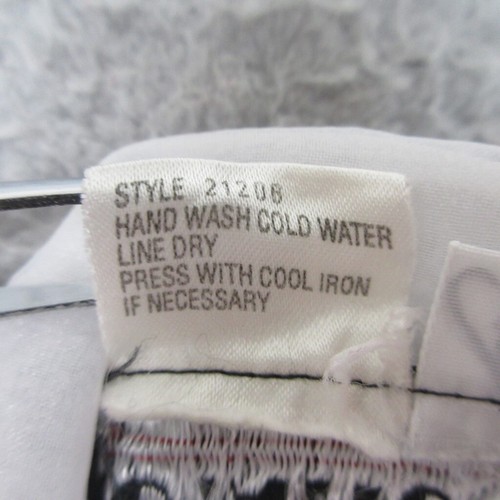 STYLE 21206
HAND WASH COLD WATER
LINE DRY
PRESS WITH COOL IRON
IF NECESSARY